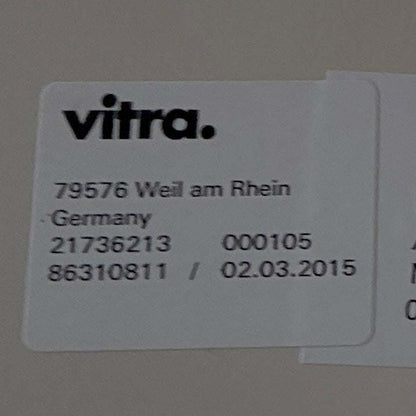 vitra.
79576 Weil am Rhein
Germany
21736213 000105
86310811 / 02.03.2015